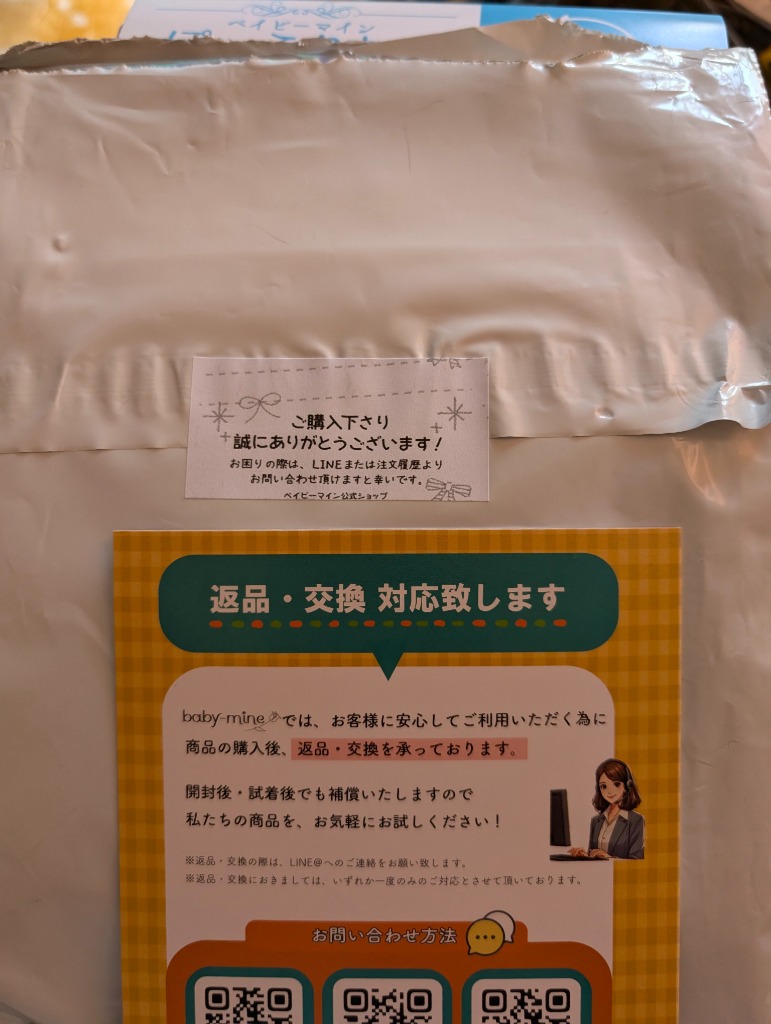 ベイビーマイン
ご購入下さり
誠にありがとうございます!
お困りの際は、LINEまたは注文履歴より
お問い合わせ頂けますと幸いです。
ベイビーマイン公式ショップ
返品・交換 対応致します
baby-mineでは、お客様に安心してご利用いただく為に
商品の購入後、返品・交換を承っております。
開封後・試着後でも補償いたしますので
私たちの商品を、お気軽にお試しください!
※返品・交換の際は、LINE@へのご連絡をお願い致します。
※返品・交換におきましては、いずれか一度のみのご対応とさせて頂いております。
お問い合わせ方法